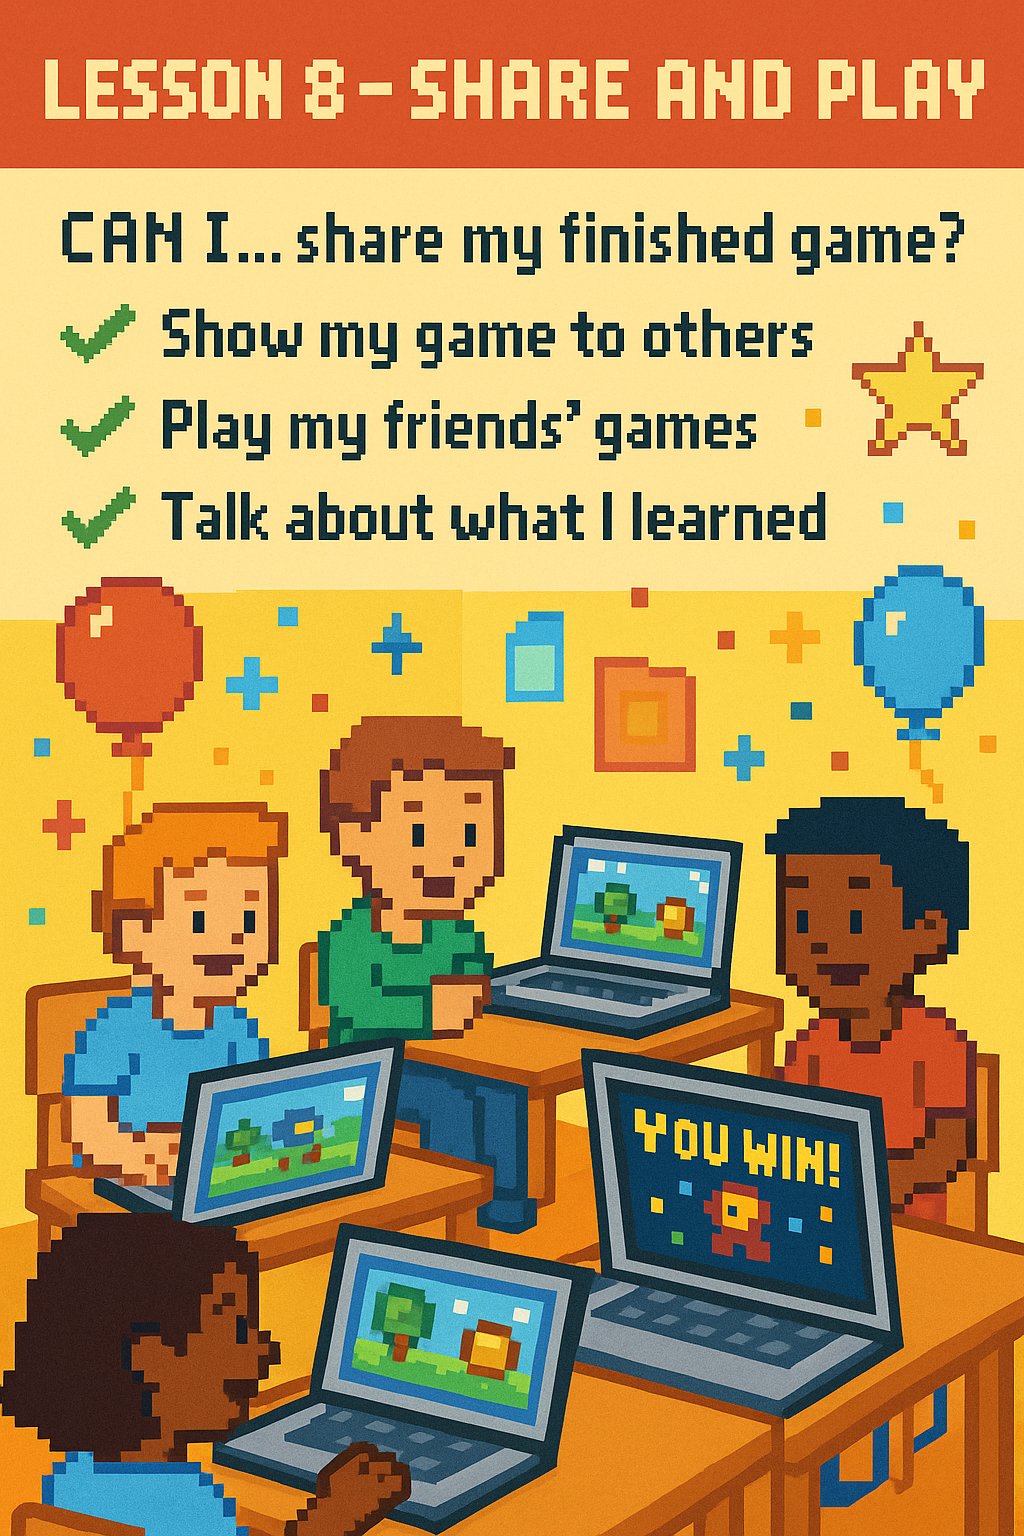 LESSON 8 – SHARE AND PLAY
CAN I... share my finished game?
Show my game to others
Play my friends’ games
Talk about what I learned
YOU WIN!